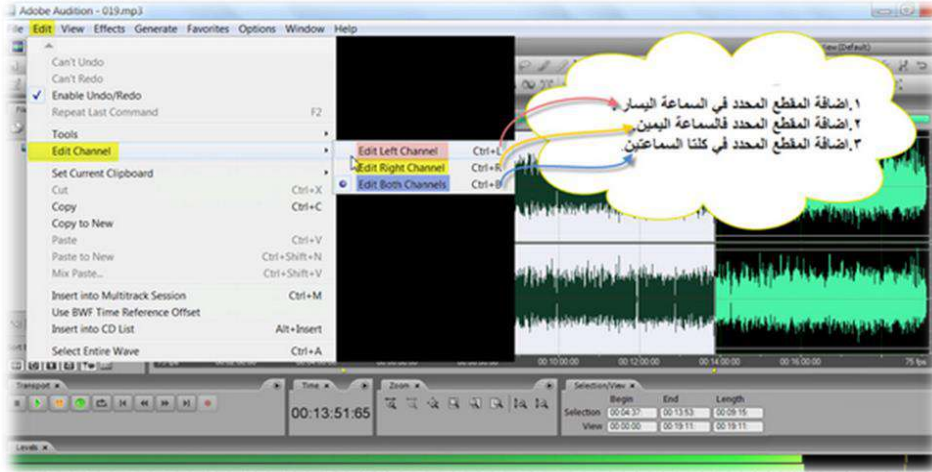 Adobe Audition - 019.mp3
Edit View Effects Generate Favorites Options Window Help
Can't Undo
Can't Redo
Enable Undo/Redo
Repeat Last Command F2
Tools
Edit Channel
Edit Left Channel Ctrl+L
Edit Right Channel Ctrl+R
Edit Both Channels Ctrl+B
Set Current Clipboard
Cut Ctrl+X
Copy Ctrl+C
Copy to New
Paste Ctrl+V
Paste to New Ctrl+Shift+N
Mix Paste... Ctrl+Shift+V
Insert into Multitrack Session Ctrl+M
Use BWF Time Reference Offset
Insert into CD List Alt+Insert
Select Entire Wave Ctrl+A
١.اضافة المقطع المحدد في السماعة اليسار.
٢.اضافة المقطع المحدد فالسماعة اليمين.
٣.اضافة المقطع المحدد في كلتا السماعتين.
00:10:00:00 00:12:00:00 00:14:00:00 00:16:00:00 75 fps
Transport
Time
Zoom
Selection/View
00:13:51:65
Begin End Length
Selection 00:04:37: 00:13:53: 00:09:15:
View 00:00:00: 00:19:11: 00:19:11:
Levels